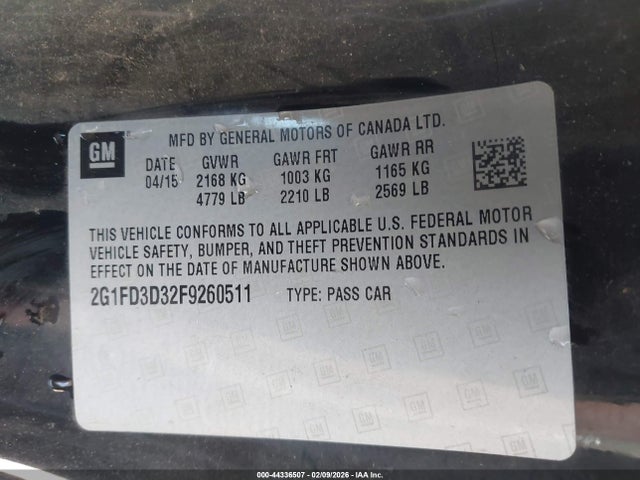 GM
MFD BY GENERAL MOTORS OF CANADA LTD.
DATE GVWR GAWR FRT GAWR RR
04/15 2168 KG 1003 KG 1165 KG
4779 LB 2210 LB 2569 LB
THIS VEHICLE CONFORMS TO ALL APPLICABLE U.S. FEDERAL MOTOR
VEHICLE SAFETY, BUMPER, AND THEFT PREVENTION STANDARDS IN
EFFECT ON THE DATE OF MANUFACTURE SHOWN ABOVE.
2G1FD3D32F9260511 TYPE: PASS CAR
000-44336507 - 02/09/2026 - COPYRIGHT IAA, LLC.